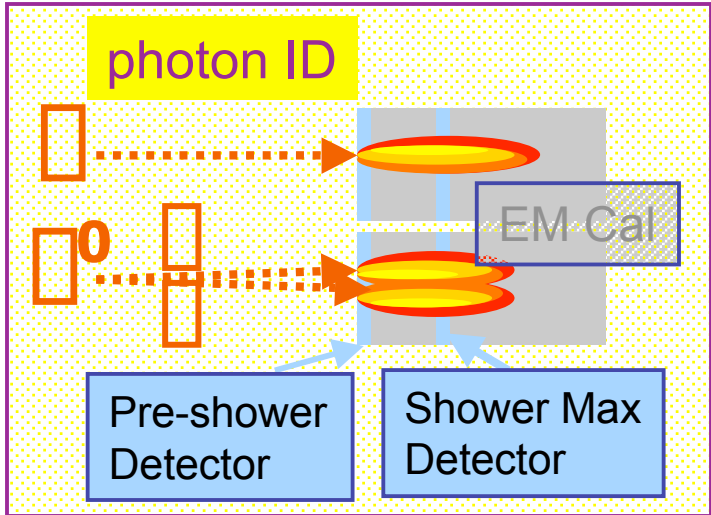 photon ID
▯
▯0
▯
▯
EM Cal
Pre-shower
Detector
Shower Max
Detector